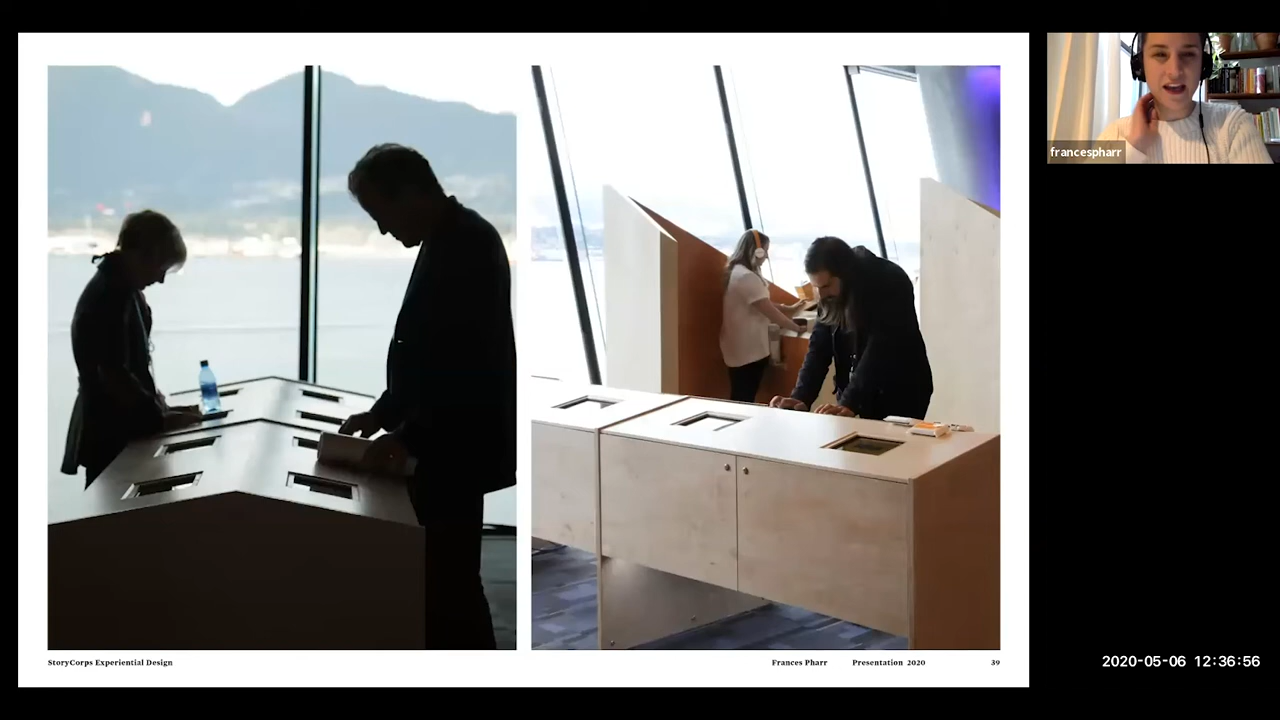 francespharr
StoryCorps Experiential Design
Frances Pharr
Presentation 2020
39
2020-05-06 12:36:56